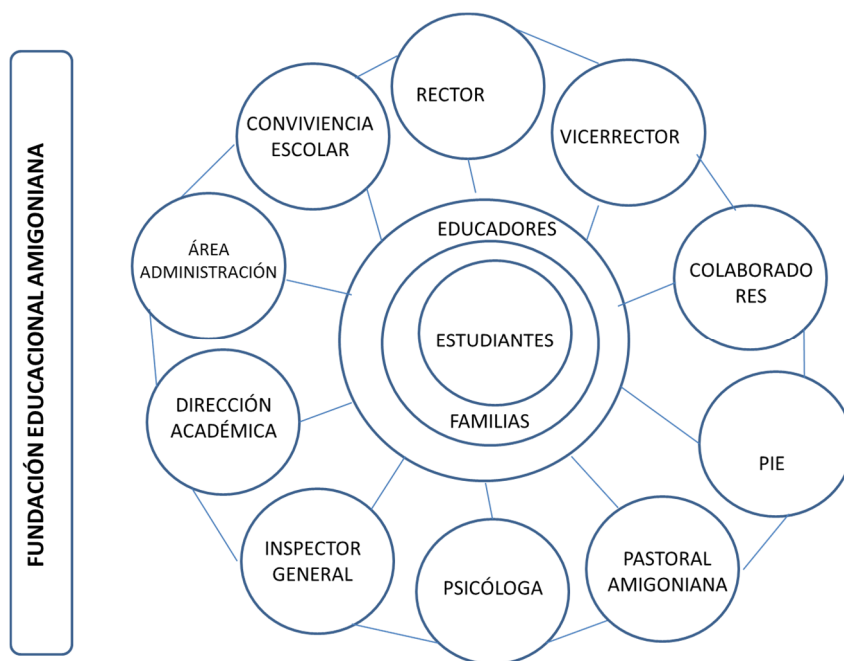 FUNDACIÓN EDUCACIONAL AMIGONIANA
RECTOR
VICERRECTOR
CONVIVIENCIA
ESCOLAR
ÁREA
ADMINISTRACIÓN
COLABORADO
RES
EDUCADORES
ESTUDIANTES
FAMILIAS
DIRECCIÓN
ACADÉMICA
PIE
INSPECTOR
GENERAL
PSICÓLOGA
PASTORAL
AMIGONIANA